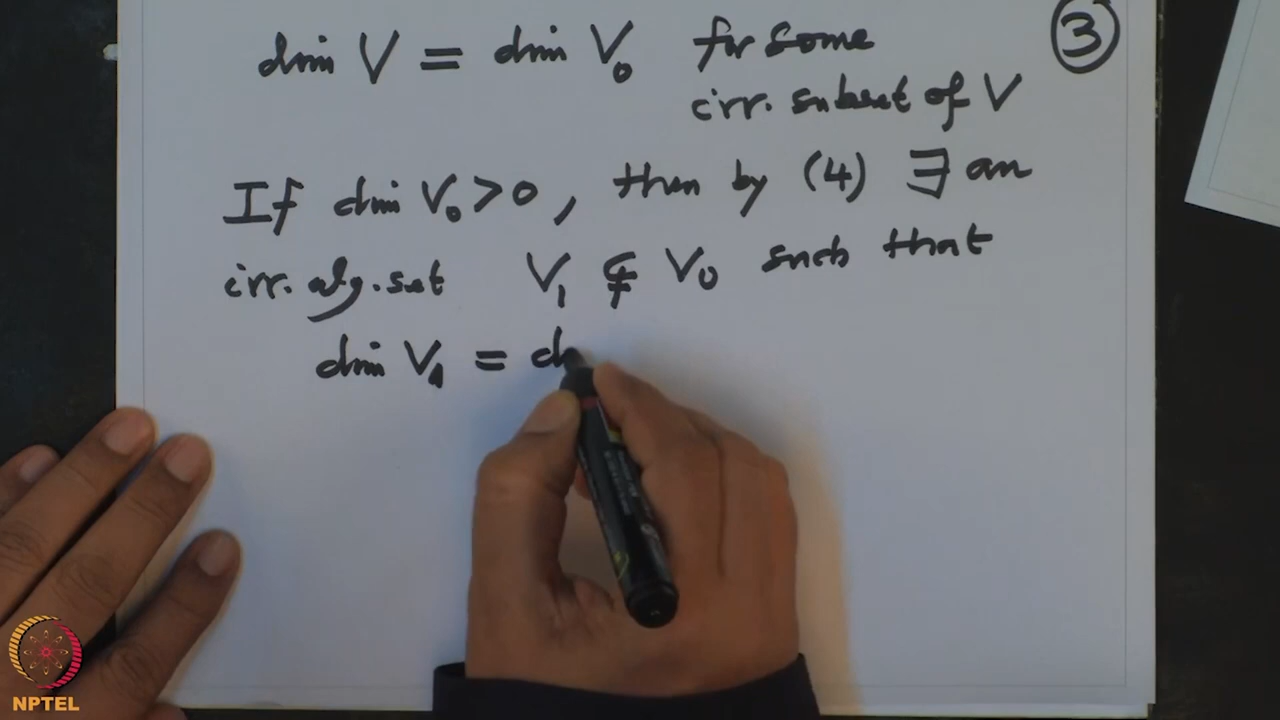 dim V = dim V₀ for some ③
irr. subset of V
If dim V₀ > 0, then by (4) ∃ an
irr. alg. set V₁ ⊊ V₀ such that
dim V₁ = d
NPTEL